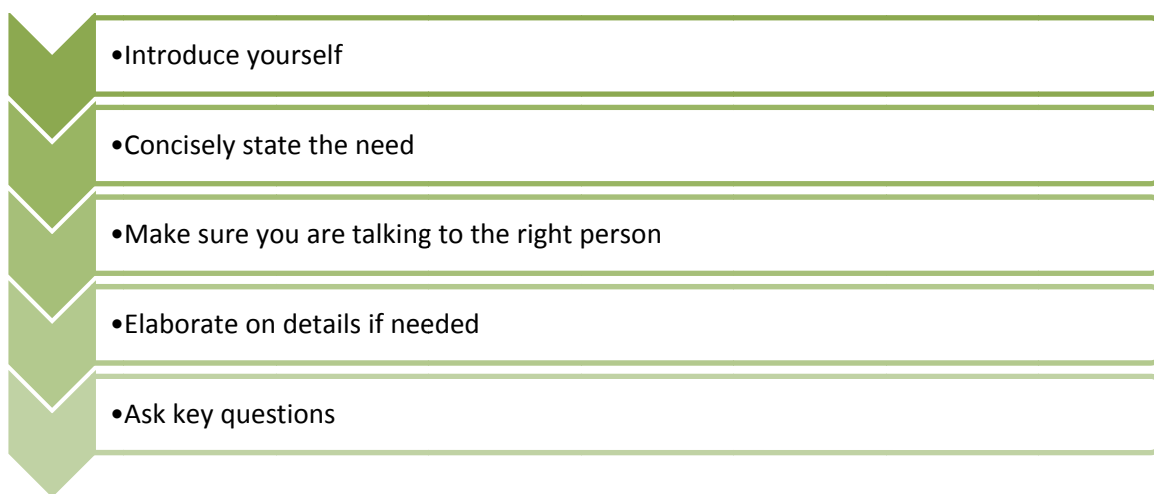 •Introduce yourself
•Concisely state the need
•Make sure you are talking to the right person
•Elaborate on details if needed
•Ask key questions